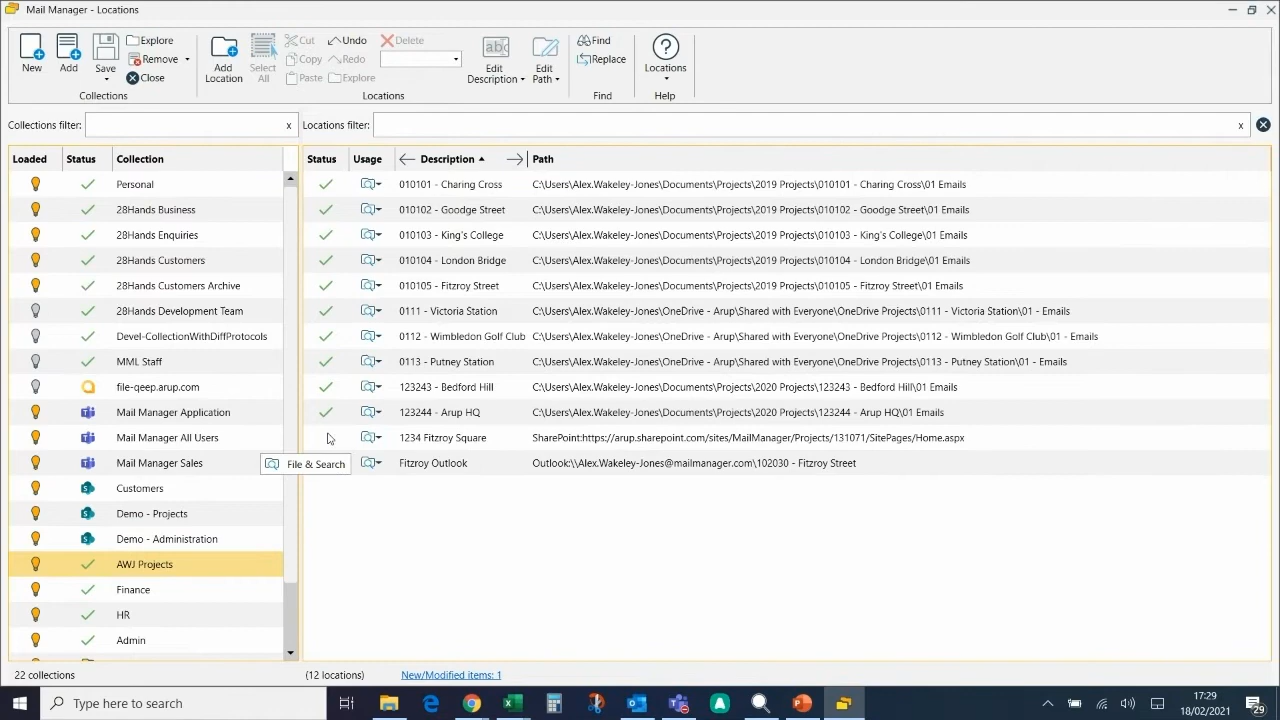 Mail Manager - Locations
New
Add
Save
Explore
Remove
Close
Collections
Add Location
Select All
Cut
Copy
Paste
Undo
Redo
Explore
Delete
Locations
Edit Description
Edit Path
Find
Replace
Find
Locations
Help
Collections filter:
x
Locations filter:
x
Loaded Status Collection
Personal
28Hands Business
28Hands Enquiries
28Hands Customers
28Hands Customers Archive
28Hands Development Team
Devel-CollectionWithDiffProtocols
MML Staff
file-qeep.arup.com
Mail Manager Application
Mail Manager All Users
Mail Manager Sales
Customers
Demo - Projects
Demo - Administration
AWJ Projects
Finance
HR
Admin
22 collections
Status Usage Description Path
010101 - Charing Cross C:\Users\Alex.Wakeley-Jones\Documents\Projects\2019 Projects\010101 - Charing Cross\01 Emails
010102 - Goodge Street C:\Users\Alex.Wakeley-Jones\Documents\Projects\2019 Projects\010102 - Goodge Street\01 Emails
010103 - King's College C:\Users\Alex.Wakeley-Jones\Documents\Projects\2019 Projects\010103 - King's College\01 Emails
010104 - London Bridge C:\Users\Alex.Wakeley-Jones\Documents\Projects\2019 Projects\010104 - London Bridge\01 Emails
010105 - Fitzroy Street C:\Users\Alex.Wakeley-Jones\Documents\Projects\2019 Projects\010105 - Fitzroy Street\01 Emails
0111 - Victoria Station C:\Users\Alex.Wakeley-Jones\OneDrive - Arup\Shared with Everyone\OneDrive Projects\0111 - Victoria Station\01 - Emails
0112 - Wimbledon Golf Club C:\Users\Alex.Wakeley-Jones\OneDrive - Arup\Shared with Everyone\OneDrive Projects\0112 - Wimbledon Golf Club\01 - Emails
0113 - Putney Station C:\Users\Alex.Wakeley-Jones\OneDrive - Arup\Shared with Everyone\OneDrive Projects\0113 - Putney Station\01 - Emails
123243 - Bedford Hill C:\Users\Alex.Wakeley-Jones\Documents\Projects\2020 Projects\123243 - Bedford Hill\01 Emails
123244 - Arup HQ C:\Users\Alex.Wakeley-Jones\Documents\Projects\2020 Projects\123244 - Arup HQ\01 Emails
1234 Fitzroy Square SharePoint:https://arup.sharepoint.com/sites/MailManager/Projects/131071/SitePages/Home.aspx
Fitzroy Outlook Outlook:\\Alex.Wakeley-Jones@mailmanager.com\102030 - Fitzroy Street
File & Search
(12 locations)
New/Modified items: 1
Type here to search
17:29
18/02/2021
29